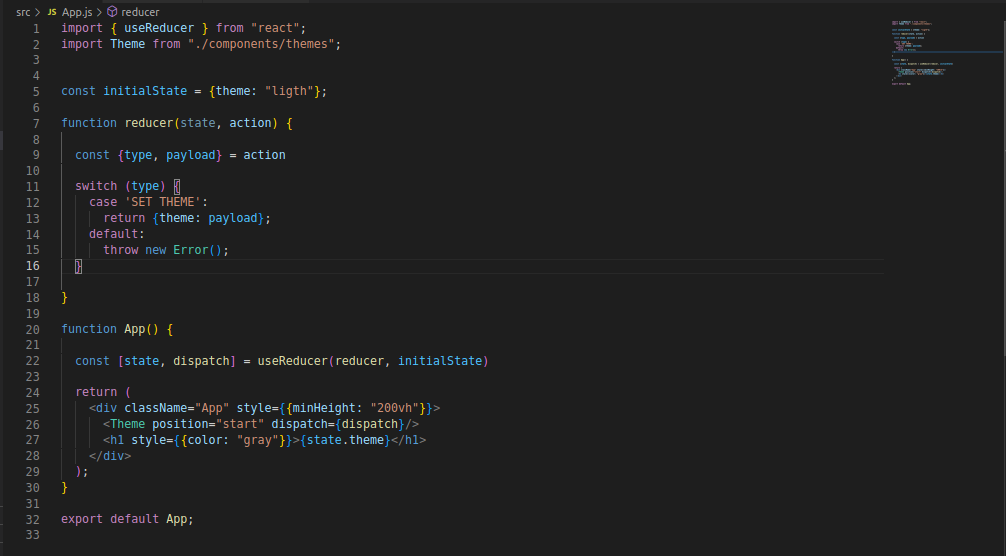 src > JS App.js > reducer
1 import { useReducer } from "react";
2 import Theme from "./components/themes";
3
4
5 const initialState = {theme: "ligth"};
6
7 function reducer(state, action) {
8
9 const {type, payload} = action
10
11 switch (type) {
12 case 'SET THEME':
13 return {theme: payload};
14 default:
15 throw new Error();
16 }
17
18 }
19
20 function App() {
21
22 const [state, dispatch] = useReducer(reducer, initialState)
23
24 return (
25 <div className="App" style={{minHeight: "200vh"}}>
26 <Theme position="start" dispatch={dispatch}/>
27 <h1 style={{color: "gray"}}>{state.theme}</h1>
28 </div>
29 );
30 }
31
32 export default App;
33